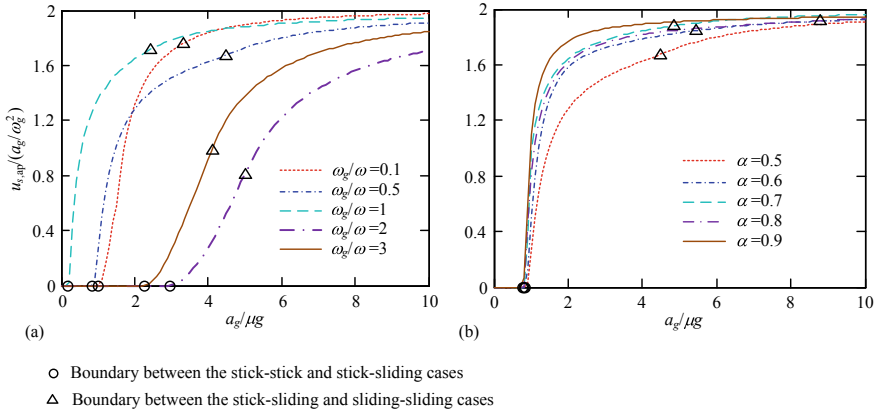 2
1.6
1.2
0.8
0.4
0
u_{s,ap}/(a_g/ω_g^2)
ω_g/ω=0.1
ω_g/ω=0.5
ω_g/ω=1
ω_g/ω=2
ω_g/ω=3
0 2 4 6 8 10
a_g/μg
(a)
2
1.6
1.2
0.8
0.4
0
α=0.5
α=0.6
α=0.7
α=0.8
α=0.9
2 4 6 8 10
a_g/μg
(b)
Boundary between the stick-stick and stick-sliding cases
Boundary between the stick-sliding and sliding-sliding cases